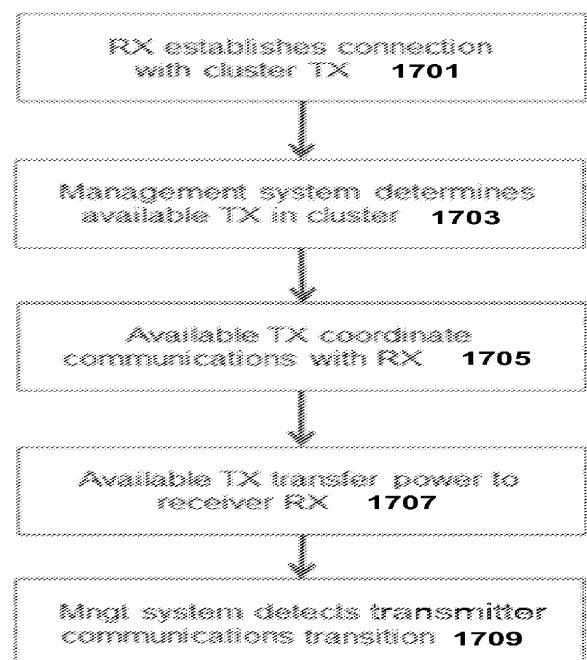 RX establishes connection
with cluster TX 1701
Management system determines
available TX in cluster 1703
Available TX coordinate
communications with RX 1705
Available TX transfer power to
receiver RX 1707
Mngt system detects transmitter
communications transition 1709